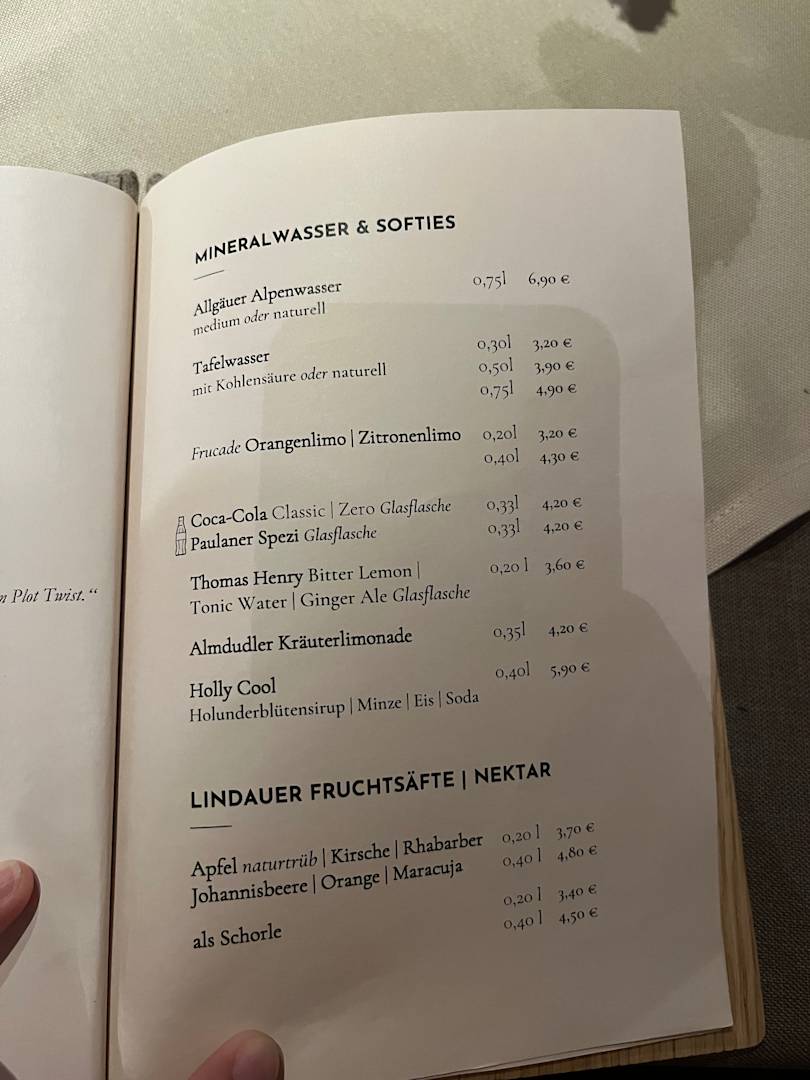 n Plot Twist.“
MINERALWASSER & SOFTIES
Allgäuer Alpenwasser 0,75l 6,90 €
medium oder naturell
Tafelwasser 0,30l 3,20 €
mit Kohlensäure oder naturell 0,50l 3,90 €
0,75l 4,90 €
Frucade Orangenlimo | Zitronenlimo 0,20l 3,20 €
0,40l 4,30 €
Coca-Cola Classic | Zero Glasflasche 0,33l 4,20 €
Paulaner Spezi Glasflasche 0,33l 4,20 €
Thomas Henry Bitter Lemon | 0,20 l 3,60 €
Tonic Water | Ginger Ale Glasflasche
Almdudler Kräuterlimonade 0,35l 4,20 €
Holly Cool 0,40l 5,90 €
Holunderblütensirup | Minze | Eis | Soda
LINDAUER FRUCHTSÄFTE | NEKTAR
Apfel naturtrüb | Kirsche | Rhabarber 0,20 l 3,70 €
Johannisbeere | Orange | Maracuja 0,40 l 4,80 €
als Schorle 0,20 l 3,40 €
0,40 l 4,50 €